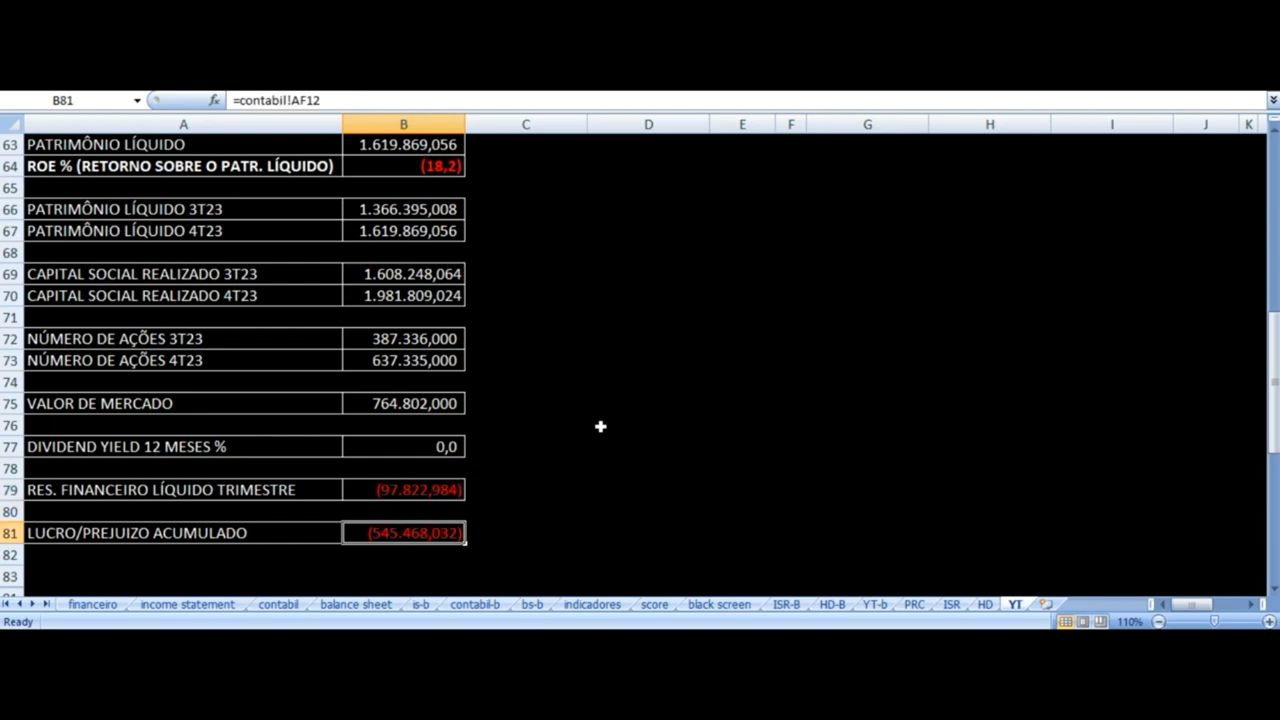 B81 fx =contabil!AF12
A B C D E F G H I J K
63 PATRIMÔNIO LÍQUIDO 1.619.869,056
64 ROE % (RETORNO SOBRE O PATR. LÍQUIDO) (18,2)
65
66 PATRIMÔNIO LÍQUIDO 3T23 1.366.395,008
67 PATRIMÔNIO LÍQUIDO 4T23 1.619.869,056
68
69 CAPITAL SOCIAL REALIZADO 3T23 1.608.248,064
70 CAPITAL SOCIAL REALIZADO 4T23 1.981.809,024
71
72 NÚMERO DE AÇÕES 3T23 387.336,000
73 NÚMERO DE AÇÕES 4T23 637.335,000
74
75 VALOR DE MERCADO 764.802,000
76
77 DIVIDEND YIELD 12 MESES % 0,0
78
79 RES. FINANCEIRO LÍQUIDO TRIMESTRE (97.822,984)
80
81 LUCRO/PREJUIZO ACUMULADO (545.468,032)
82
83
financeiro income statement contabil balance sheet is-b contabil-b bs-b indicadores score black screen ISR-B HD-B YT-b PRC ISR HD YT
Ready 110%